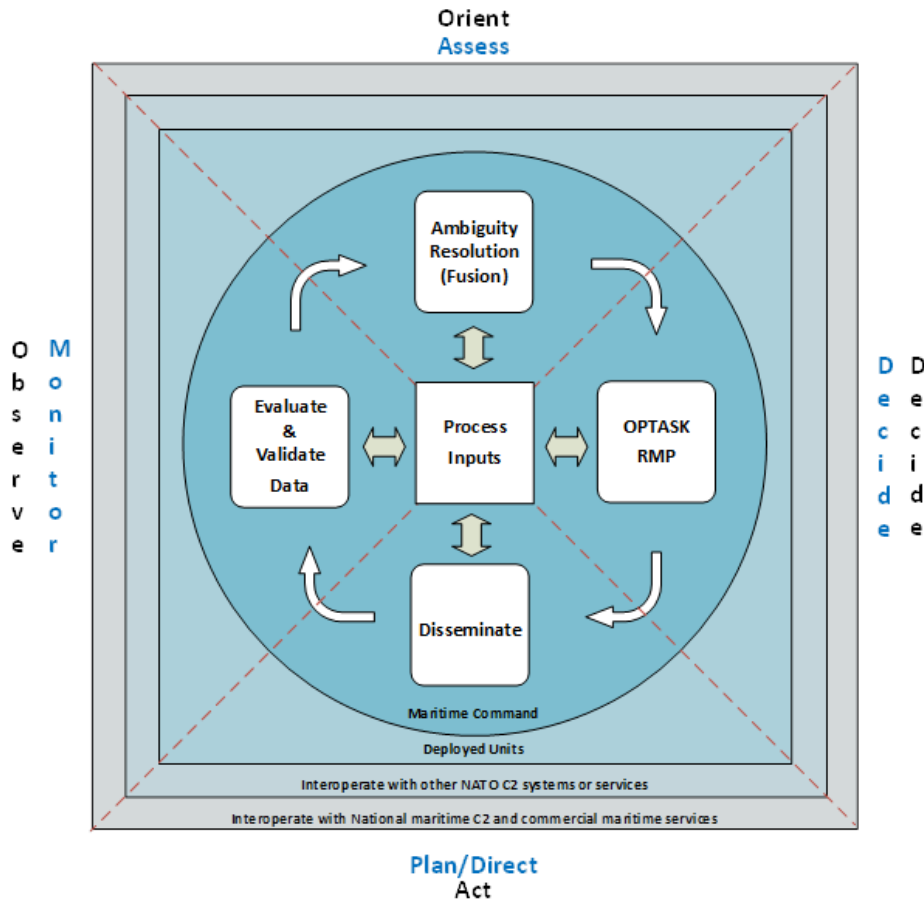 Orient
Assess
Ambiguity
Resolution
(Fusion)
Observe
Monitor
Evaluate
&
Validate
Data
Process
Inputs
OPTASK
RMP
Decide
Decide
Disseminate
Maritime Command
Deployed Units
Interoperate with other NATO C2 systems or services
Interoperate with National maritime C2 and commercial maritime services
Plan/Direct
Act